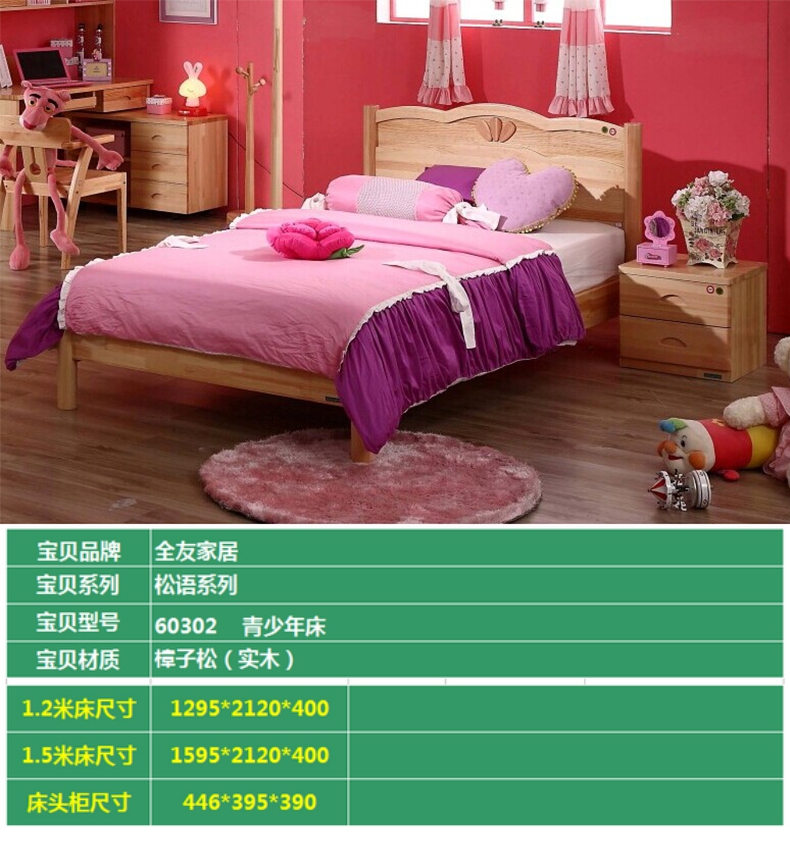 宝贝品牌 全友家居
宝贝系列 松语系列
宝贝型号 60302 青少年床
宝贝材质 樟子松（实木）
1.2米床尺寸 1295*2120*400
1.5米床尺寸 1595*2120*400
床头柜尺寸 446*395*390